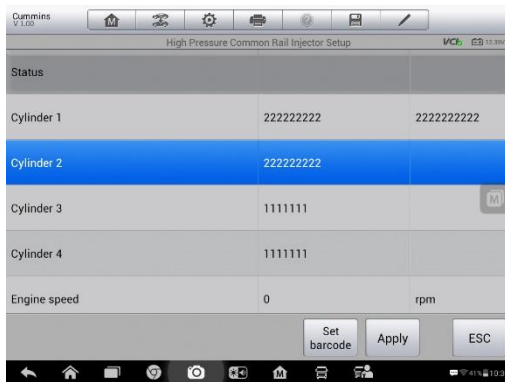 Cummins
V 1.00
High Pressure Common Rail Injector Setup
VCI
Status
Cylinder 1 222222222 2222222222
Cylinder 2 222222222
Cylinder 3 1111111
M
Cylinder 4 1111111
Engine speed 0 rpm
Set barcode
Apply
ESC
41%